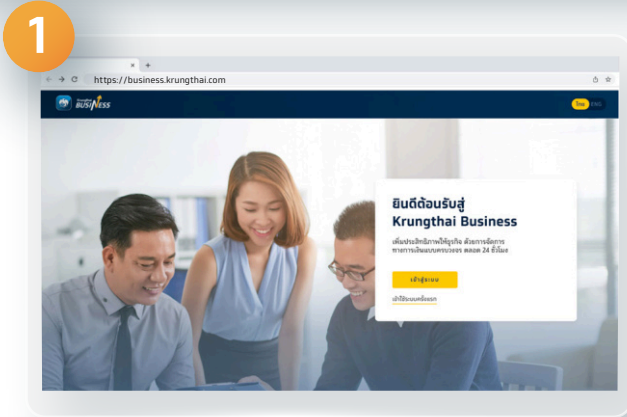 1
https://business.krungthai.com
Krungthai
BUSINESS
ไทย ENG
ยินดีต้อนรับสู่
Krungthai Business
เพิ่มประสิทธิภาพให้ธุรกิจ ด้วยการจัดการ
ทางการเงินแบบครบวงจร ตลอด 24 ชั่วโมง
เข้าสู่ระบบ
เข้าใช้ระบบครั้งแรก